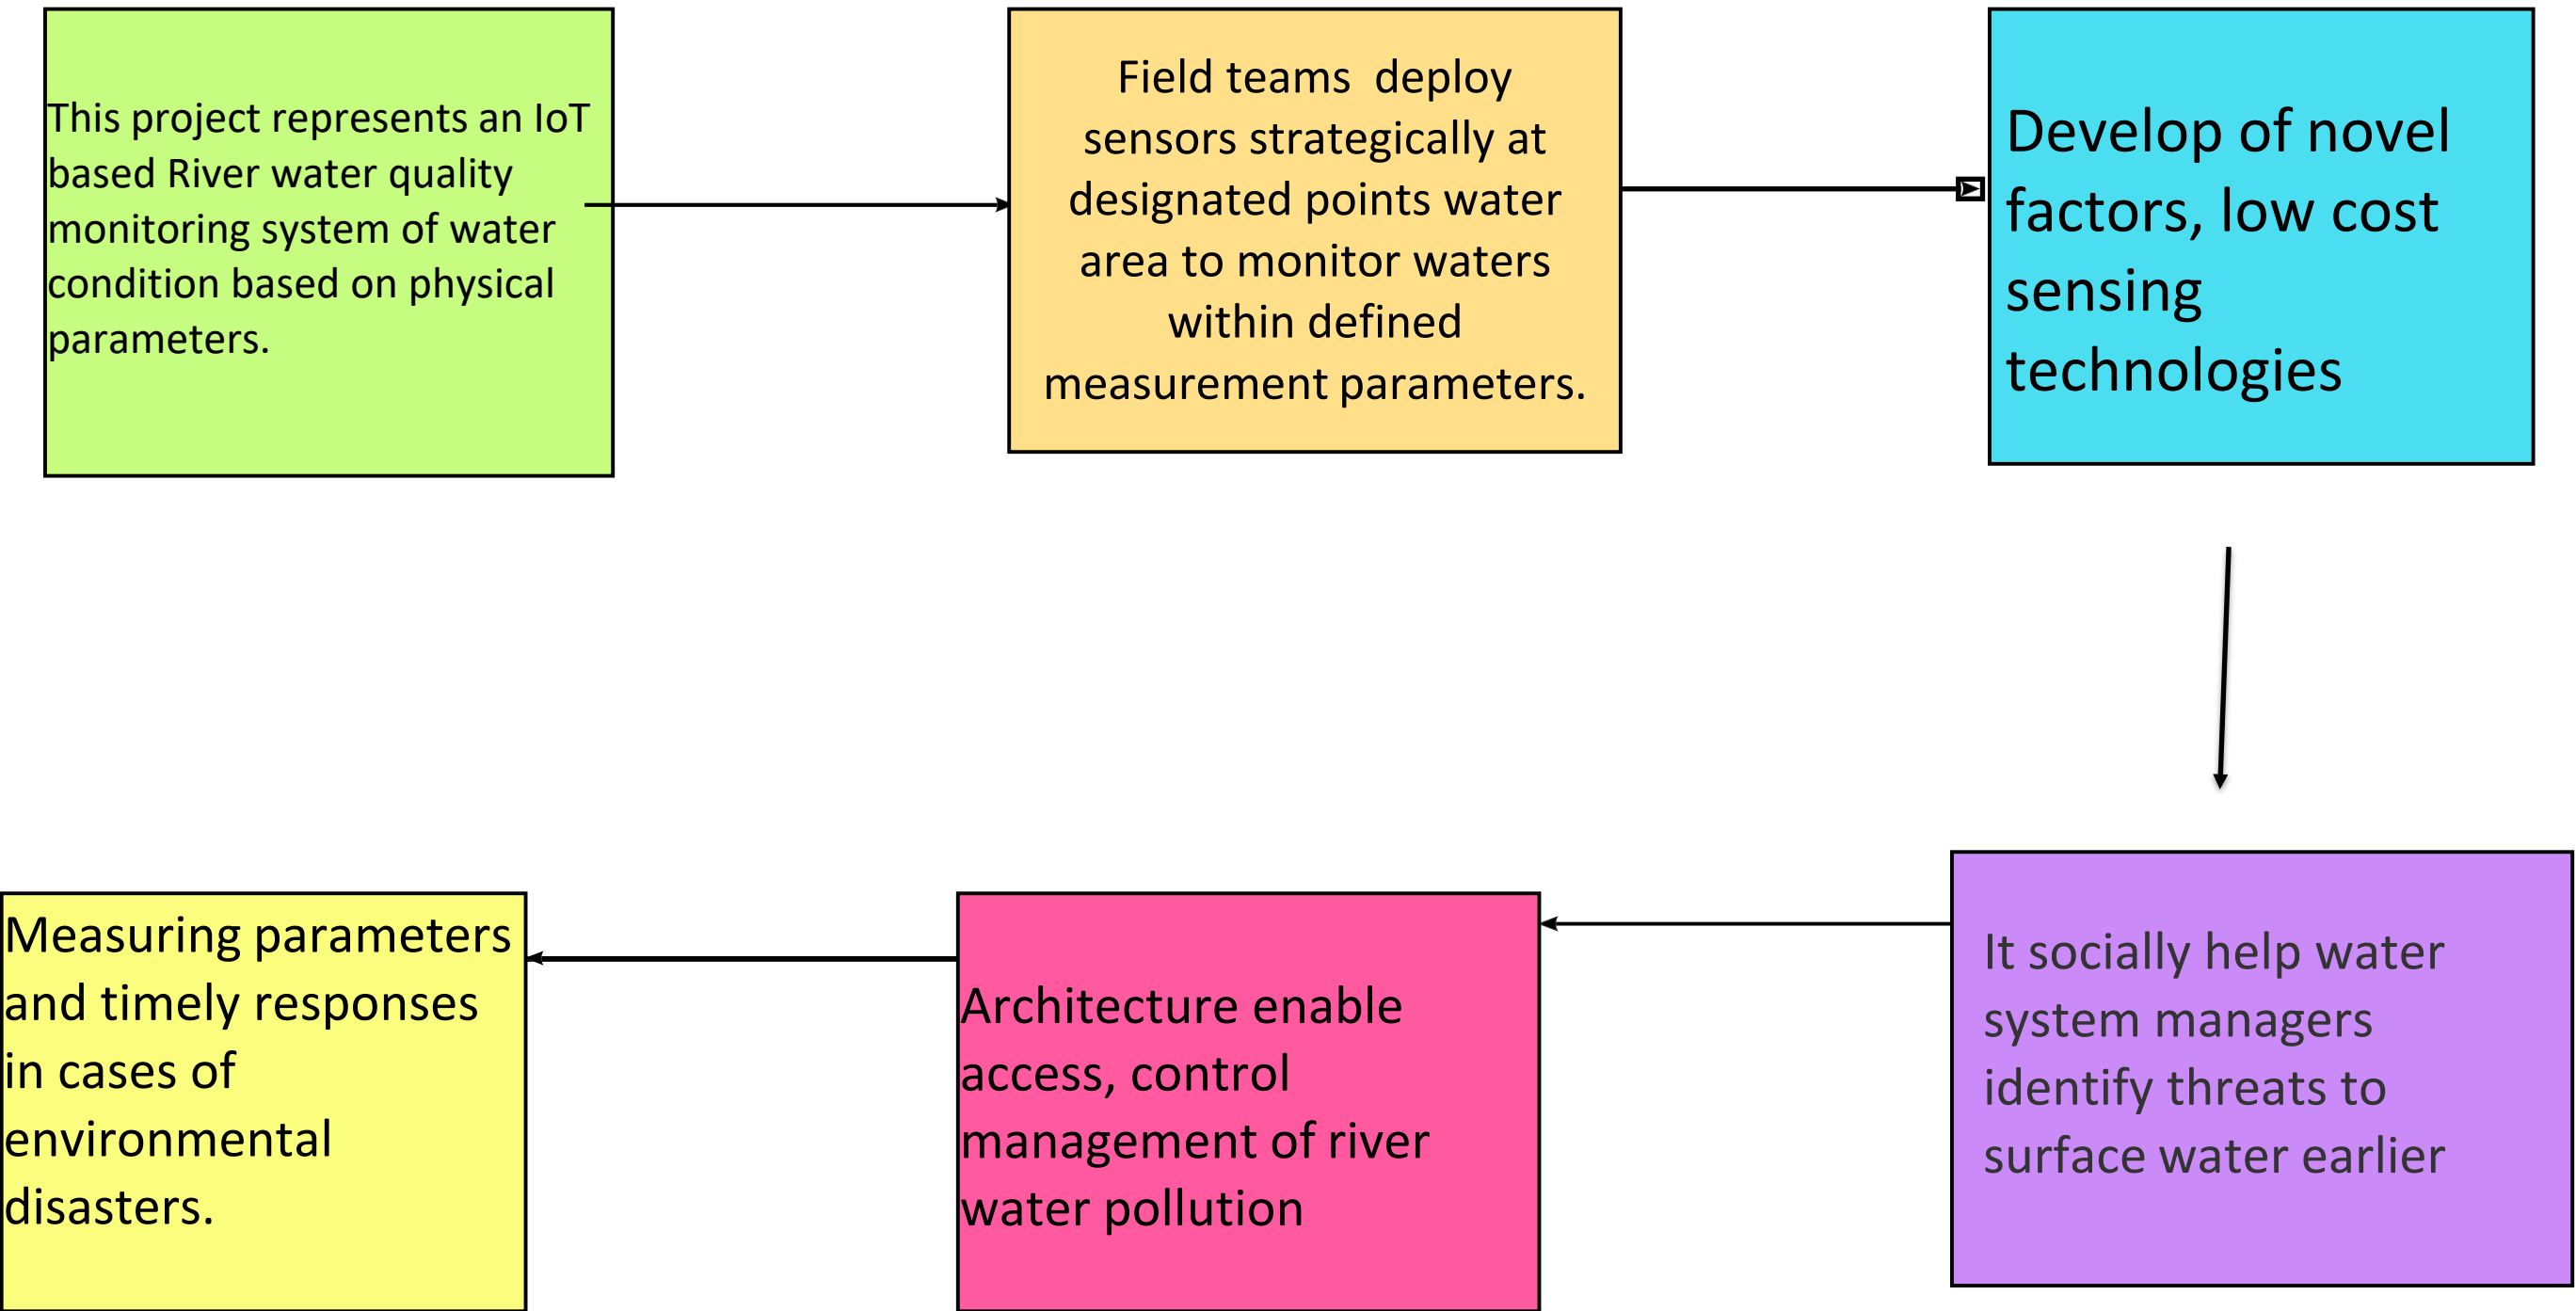 This project represents an IoT
based River water quality
monitoring system of water
condition based on physical
parameters.
Field teams  deploy
sensors strategically at
designated points water
area to monitor waters
within defined
measurement parameters.
Develop of novel
factors, low cost
sensing
technologies
It socially help water
system managers
identify threats to
surface water earlier
Architecture enable
access, control
management of river
water pollution
Measuring parameters
and timely responses
in cases of
environmental
disasters.